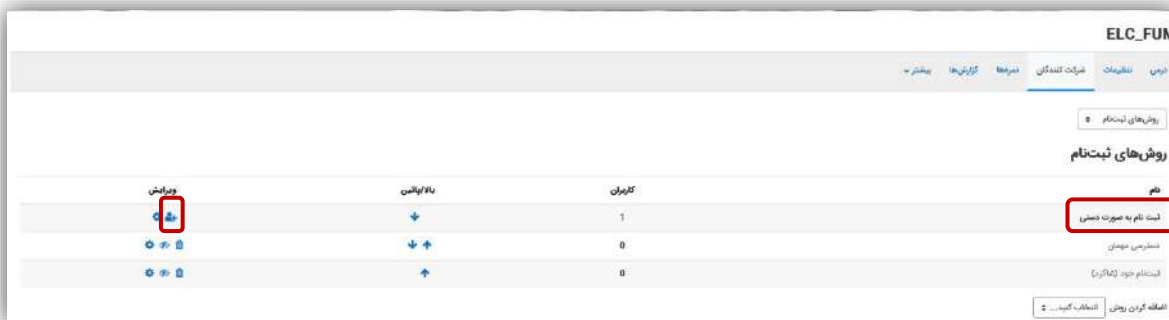 ELC_FUM
درس تنظیمات شرکت کنندگان نمره‌ها گزارش‌ها بیشتر
روش‌های ثبت‌نام
روش‌های ثبت‌نام
نام کاربران بالا/پائین ویرایش
ثبت نام به صورت دستی 1
دسترسی مهمان 0
ثبت‌نام خود (شاگرد) 0
اضافه کردن روش انتخاب کنید...